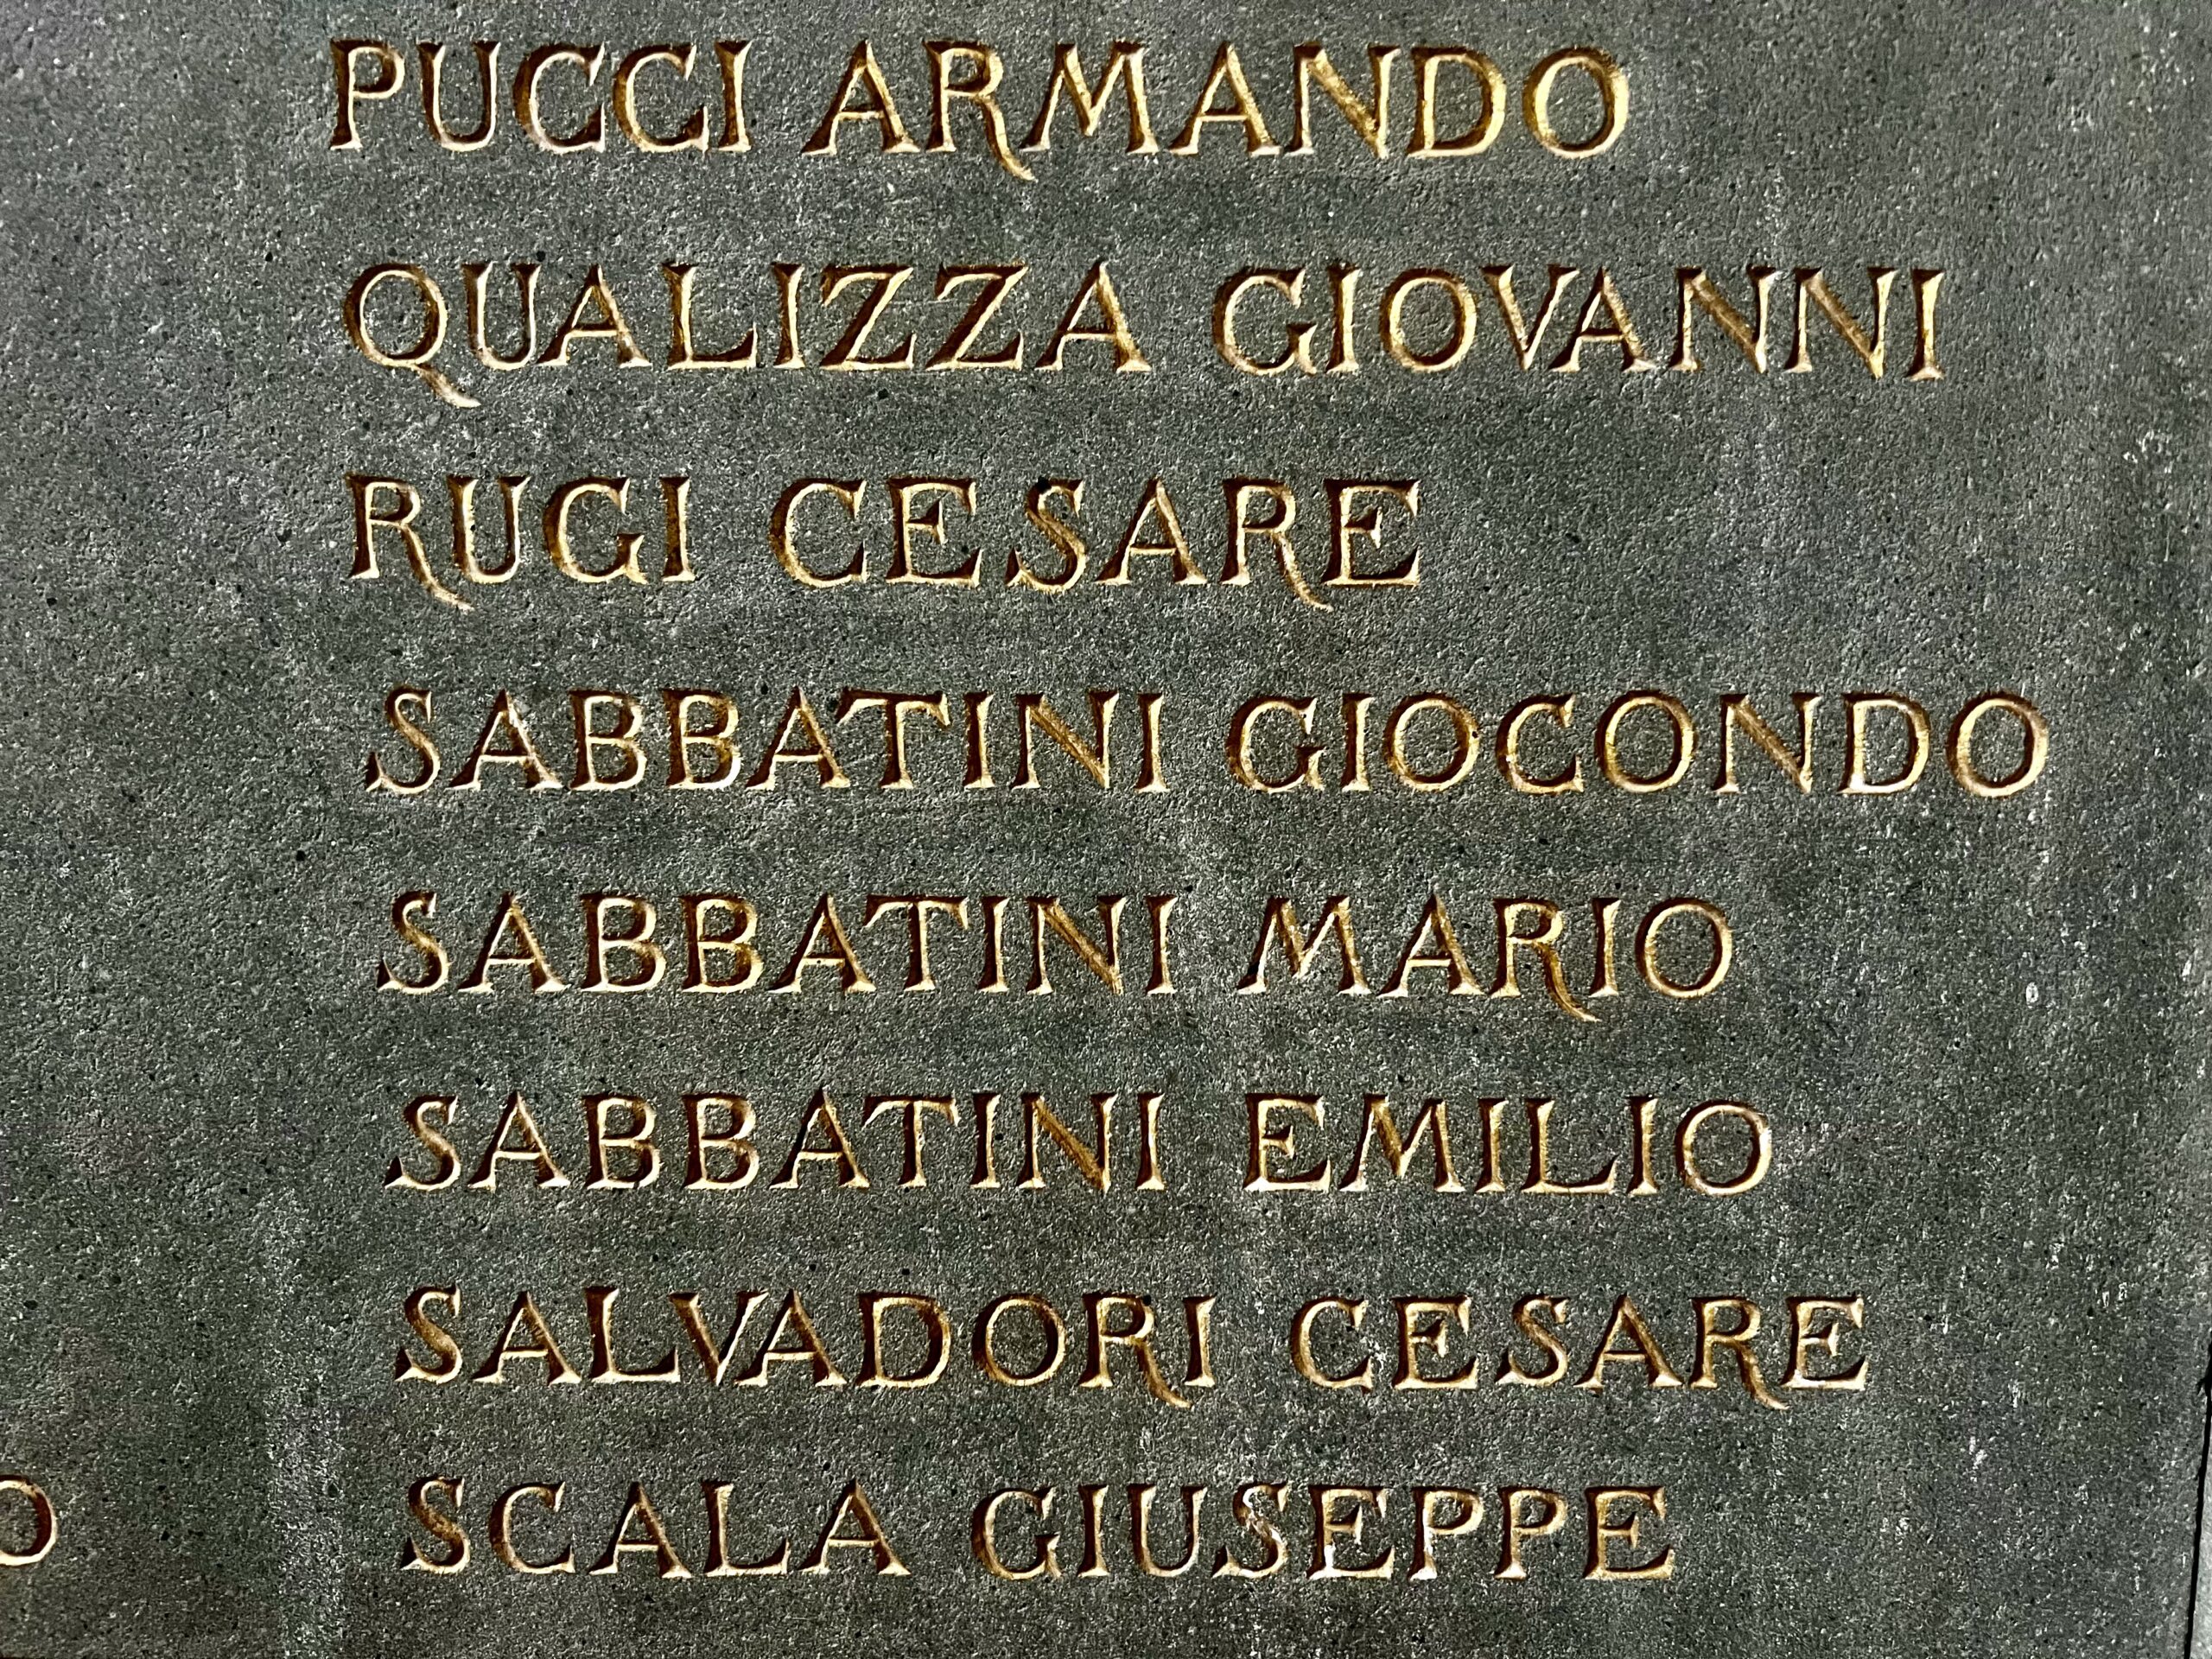 PUCCI ARMANDO
QUALIZZA GIOVANNI
RUGI CESARE
SABBATINI GIOCONDO
SABBATINI MARIO
SABBATINI EMILIO
SALVADORI CESARE
SCALA GIUSEPPE